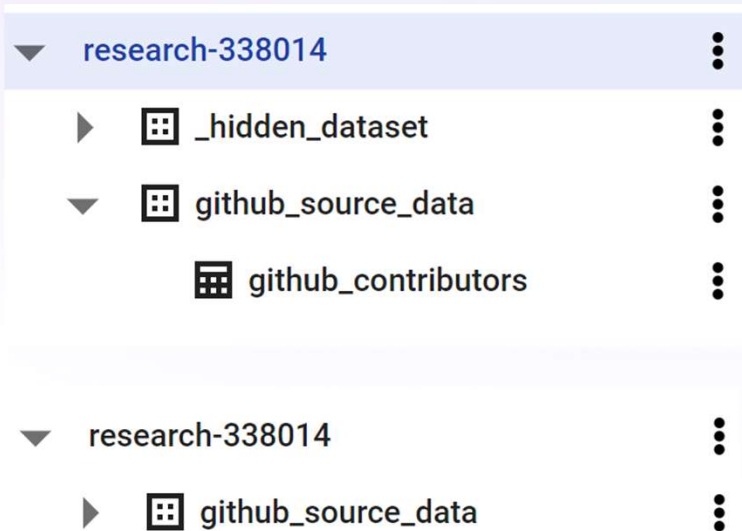 research-338014
_hidden_dataset
github_source_data
github_contributors
research-338014
github_source_data